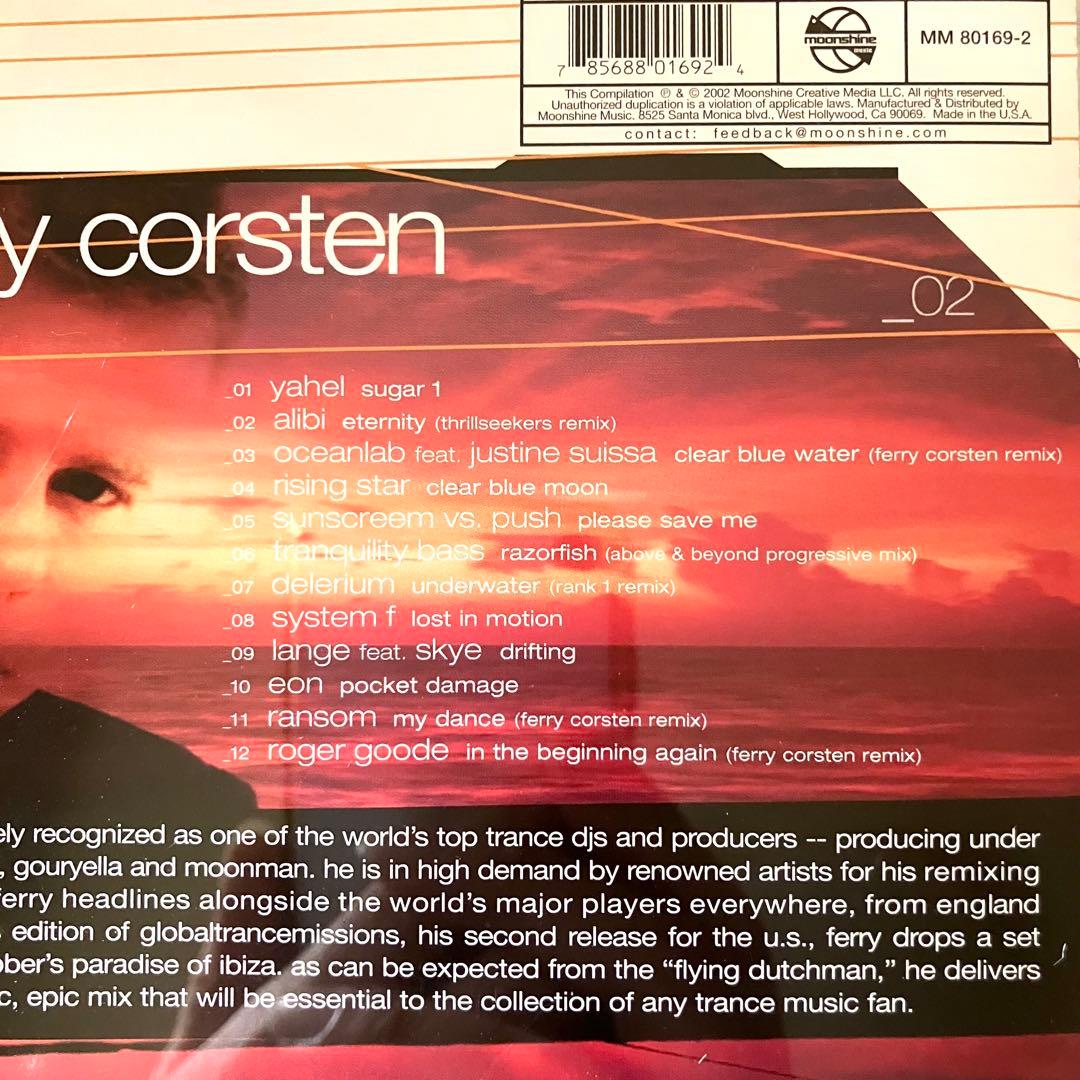 7 85688 01692 4
moonshine
music
MM 80169-2
This Compilation ℗ & © 2002 Moonshine Creative Media LLC. All rights reserved.
Unauthorized duplication is a violation of applicable laws. Manufactured & Distributed by
Moonshine Music. 8525 Santa Monica blvd., West Hollywood, Ca 90069. Made in the U.S.A.
contact: feedback@moonshine.com
y corsten
_02
_01 yahel sugar 1
_02 alibi eternity (thrillseekers remix)
_03 oceanlab feat. justine suissa clear blue water (ferry corsten remix)
_04 rising star clear blue moon
_05 sunscreem vs. push please save me
_06 tranquility bass razorfish (above & beyond progressive mix)
_07 delerium underwater (rank 1 remix)
_08 system f lost in motion
_09 lange feat. skye drifting
_10 eon pocket damage
_11 ransom my dance (ferry corsten remix)
_12 roger goode in the beginning again (ferry corsten remix)
ely recognized as one of the world's top trance djs and producers -- producing under
, gouryella and moonman. he is in high demand by renowned artists for his remixing
ferry headlines alongside the world's major players everywhere, from england
s edition of globaltrancemissions, his second release for the u.s., ferry drops a set
ober's paradise of ibiza. as can be expected from the "flying dutchman," he delivers
c, epic mix that will be essential to the collection of any trance music fan.